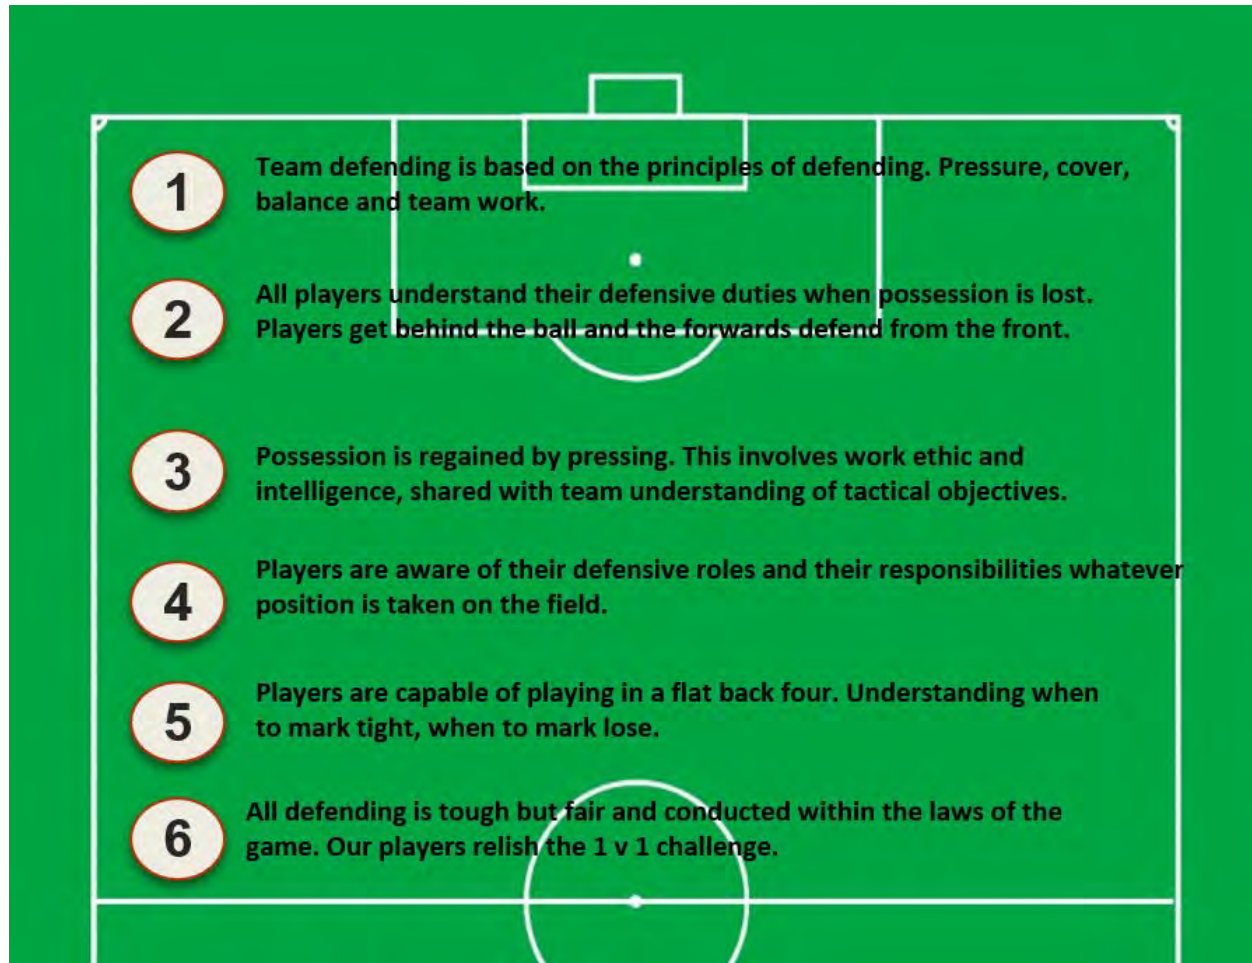 1
Team defending is based on the principles of defending. Pressure, cover,
balance and team work.
2
All players understand their defensive duties when possession is lost.
Players get behind the ball and the forwards defend from the front.
3
Possession is regained by pressing. This involves work ethic and
intelligence, shared with team understanding of tactical objectives.
4
Players are aware of their defensive roles and their responsibilities whatever
position is taken on the field.
5
Players are capable of playing in a flat back four. Understanding when
to mark tight, when to mark lose.
6
All defending is tough but fair and conducted within the laws of the
game. Our players relish the 1 v 1 challenge.